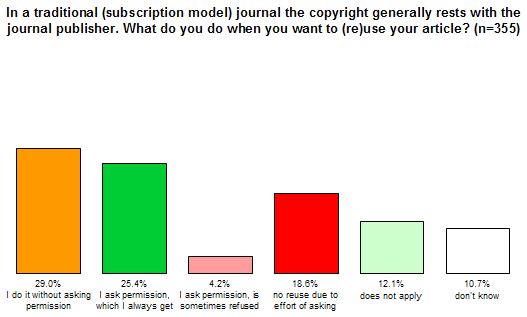 In a traditional (subscription model) journal the copyright generally rests with the
journal publisher. What do you do when you want to (re)use your article? (n=355)
29.0%
I do it without asking
permission
25.4%
I ask permission,
which I always get
4.2%
I ask permission, is
sometimes refused
18.6%
no reuse due to
effort of asking
12.1%
does not apply
10.7%
don't know